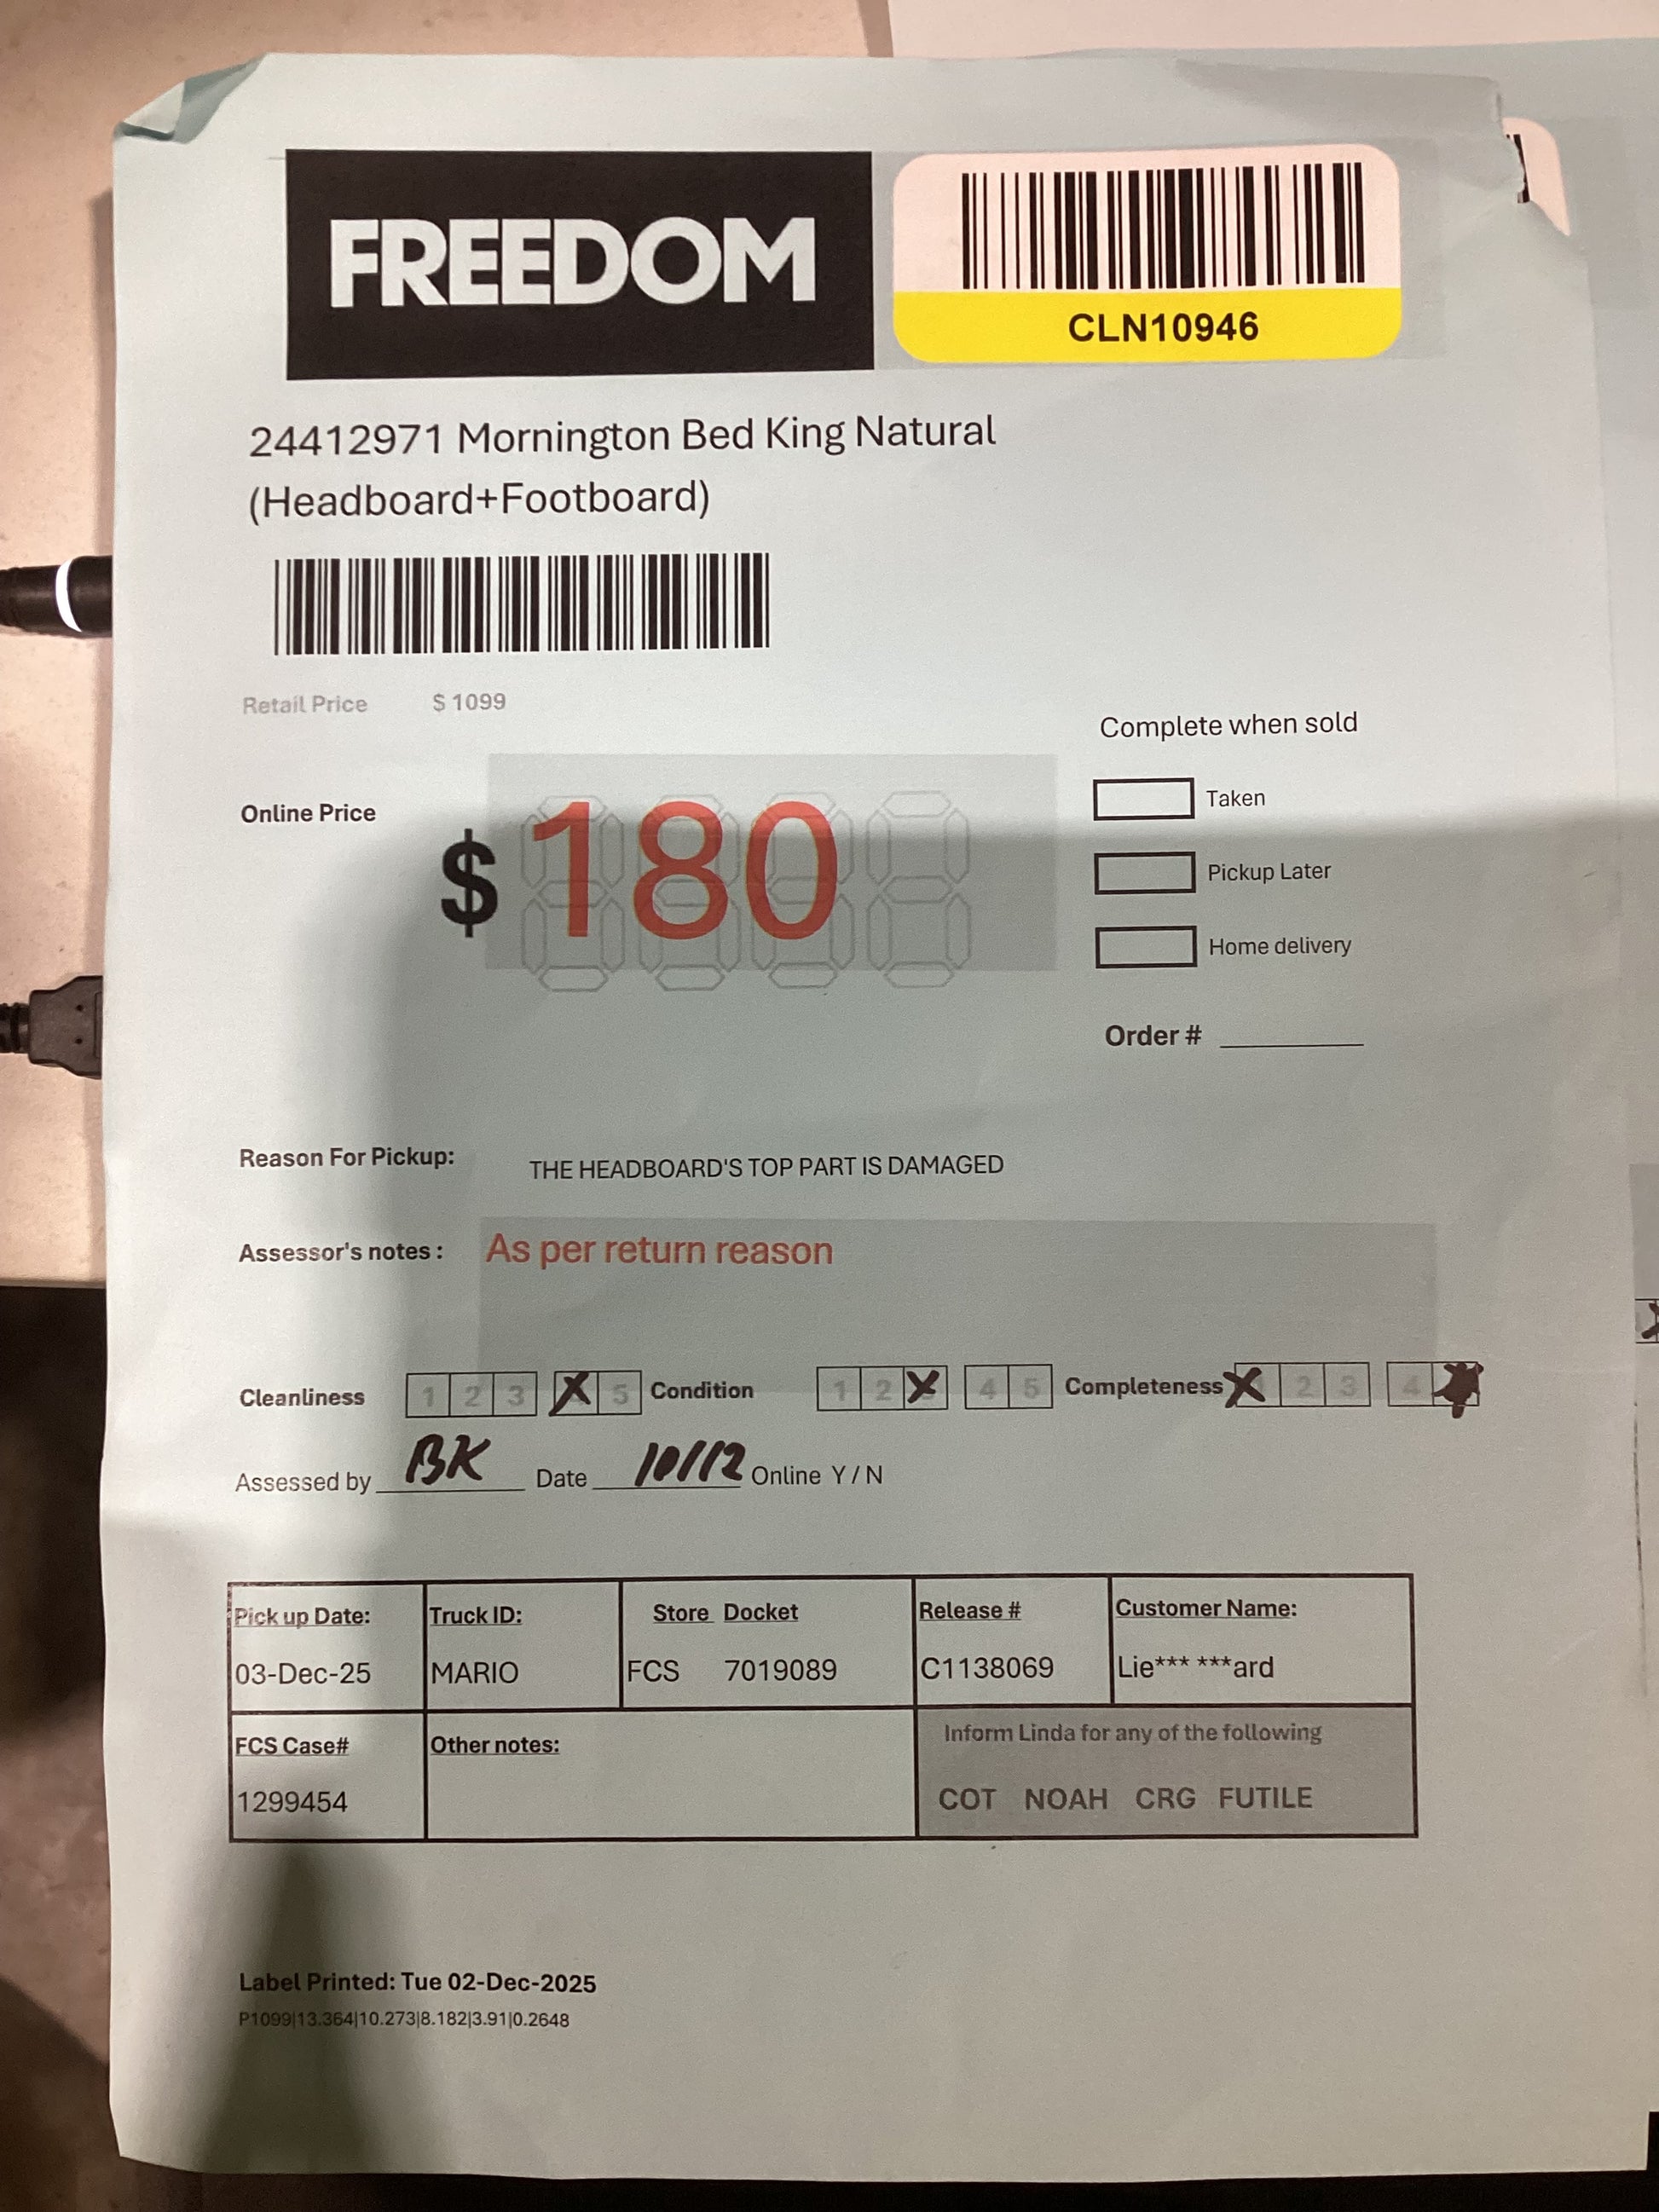 FREEDOM
CLN10946
24412971 Mornington Bed King Natural
(Headboard+Footboard)
Retail Price $ 1099
Complete when sold
Online Price
$ 180
Taken
Pickup Later
Home delivery
Order #
Reason For Pickup: THE HEADBOARD'S TOP PART IS DAMAGED
Assessor's notes : As per return reason
Cleanliness 1 2 3 X 5 Condition 1 2 X 4 5 Completeness X 2 3 4
Assessed by BK Date 10/12 Online Y / N
Pick up Date: Truck ID: Store Docket Release # Customer Name:
03-Dec-25 MARIO FCS 7019089 C1138069 Lie*** ***ard
FCS Case# Other notes: Inform Linda for any of the following
1299454 COT NOAH CRG FUTILE
Label Printed: Tue 02-Dec-2025
P1099|13.364|10.273|8.182|3.91|0.2648